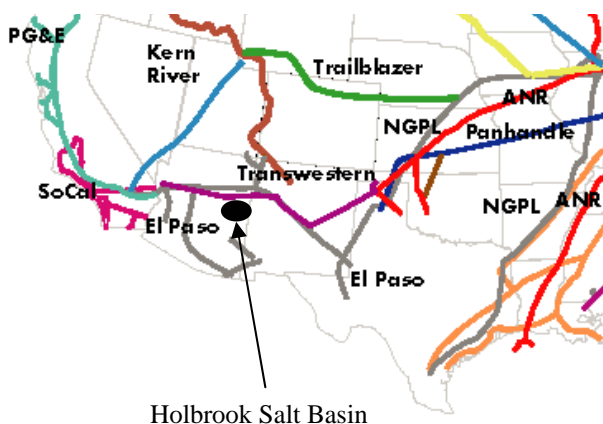 PG&E
Kern
River
Trailblazer
ANR
NGPL
Panhandle
Transwestern
SoCal
NGPL
ANR
El Paso
El Paso
Holbrook Salt Basin